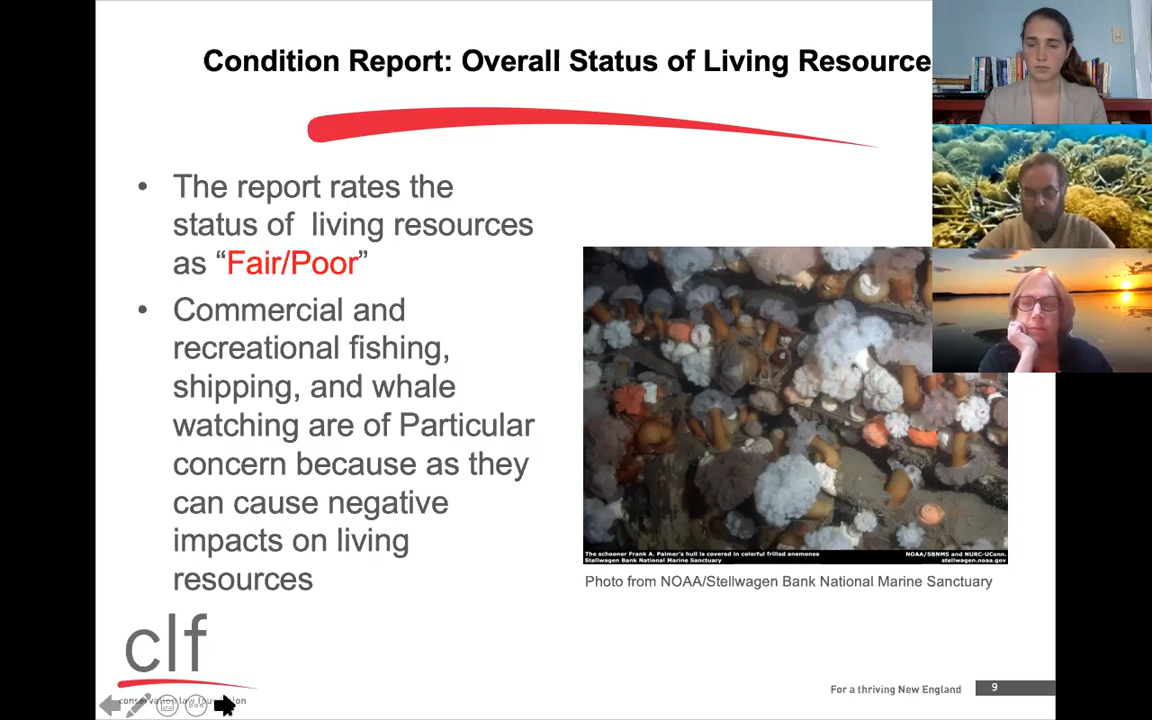 Condition Report: Overall Status of Living Resource
• The report rates the
status of living resources
as “Fair/Poor”
• Commercial and
recreational fishing,
shipping, and whale
watching are of Particular
concern because as they
can cause negative
impacts on living
resources
The schooner Frank A. Palmer's hull is covered in colorful frilled anemones
Stellwagen Bank National Marine Sanctuary
NOAA/SBNMS and NURC-UConn.
stellwagen.noaa.gov
Photo from NOAA/Stellwagen Bank National Marine Sanctuary
clf
conservation law foundation
For a thriving New England
9